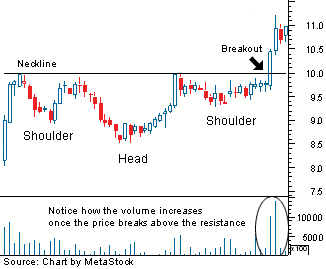 11.0
Breakout
10.5
Neckline
10.0
9.5
Shoulder
Shoulder
9.0
8.5
Head
8.0
7.5
Notice how the volume increases
once the price breaks above the resistance
10000
5000
x100
Source: Chart by MetaStock